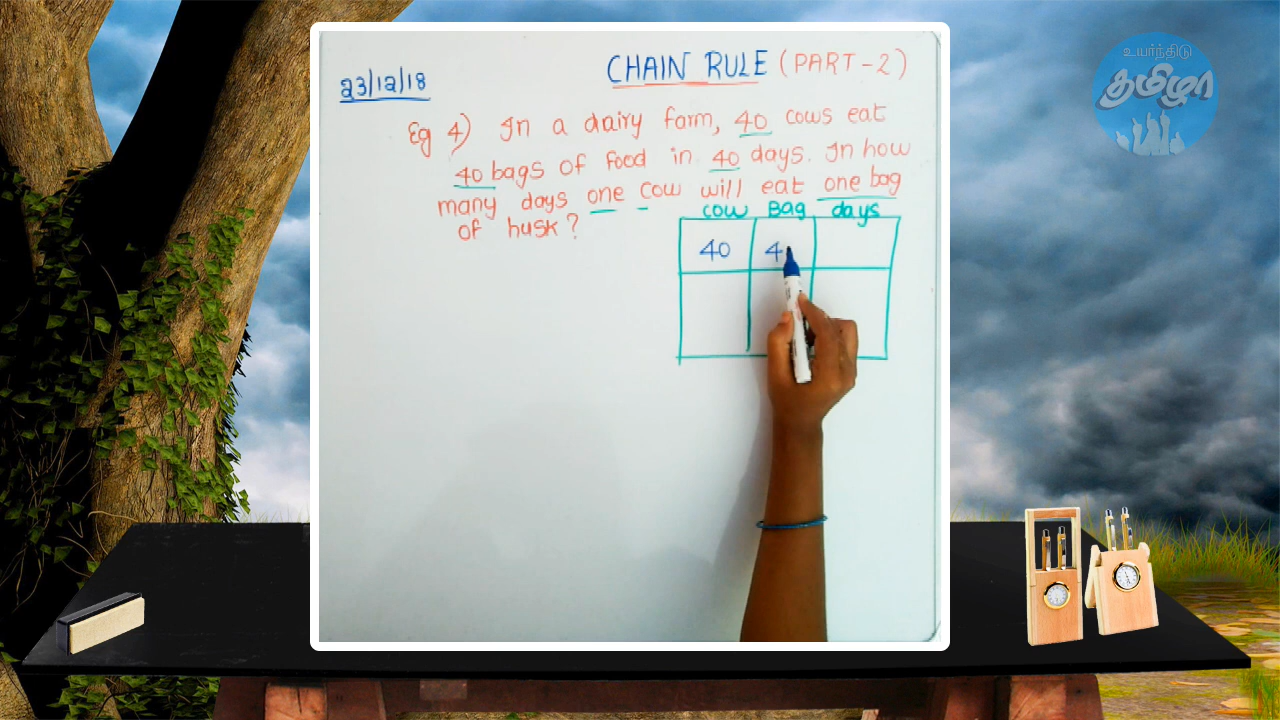 உயர்ந்திடு
தமிழா
CHAIN RULE (PART-2)
23/12/18
Eg 4) In a dairy farm, 40 cows eat
40 bags of food in 40 days. In how
many days one cow will eat one bag
of husk?
cow Bag days
40 4